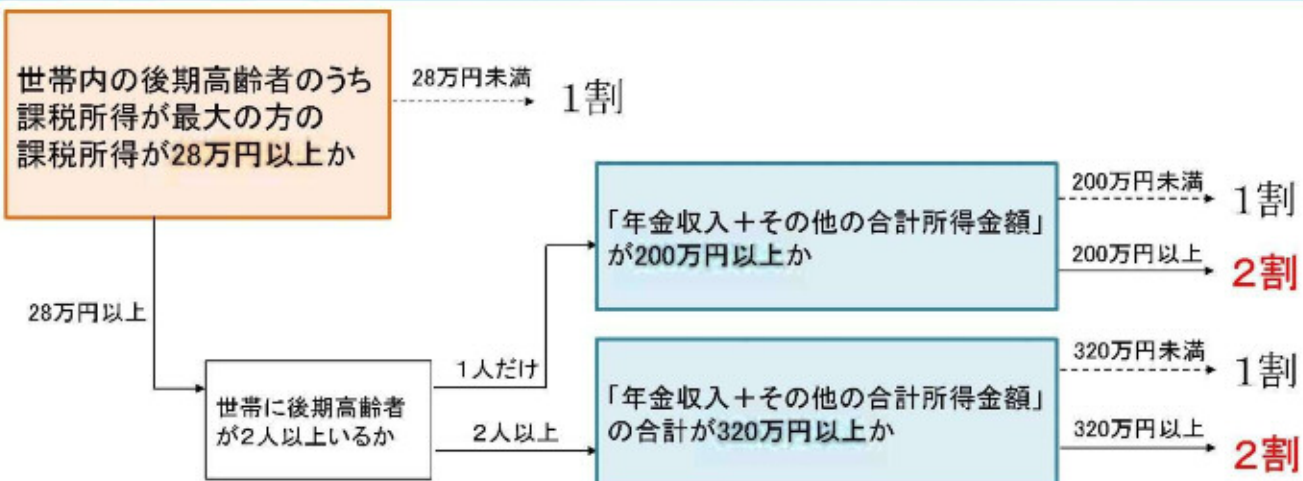 世帯内の後期高齢者のうち
課税所得が最大の方の
課税所得が28万円以上か
28万円未満
1割
28万円以上
世帯に後期高齢者
が2人以上いるか
1人だけ
2人以上
「年金収入+その他の合計所得金額」
が200万円以上か
200万円未満
1割
200万円以上
2割
「年金収入+その他の合計所得金額」
の合計が320万円以上か
320万円未満
1割
320万円以上
2割